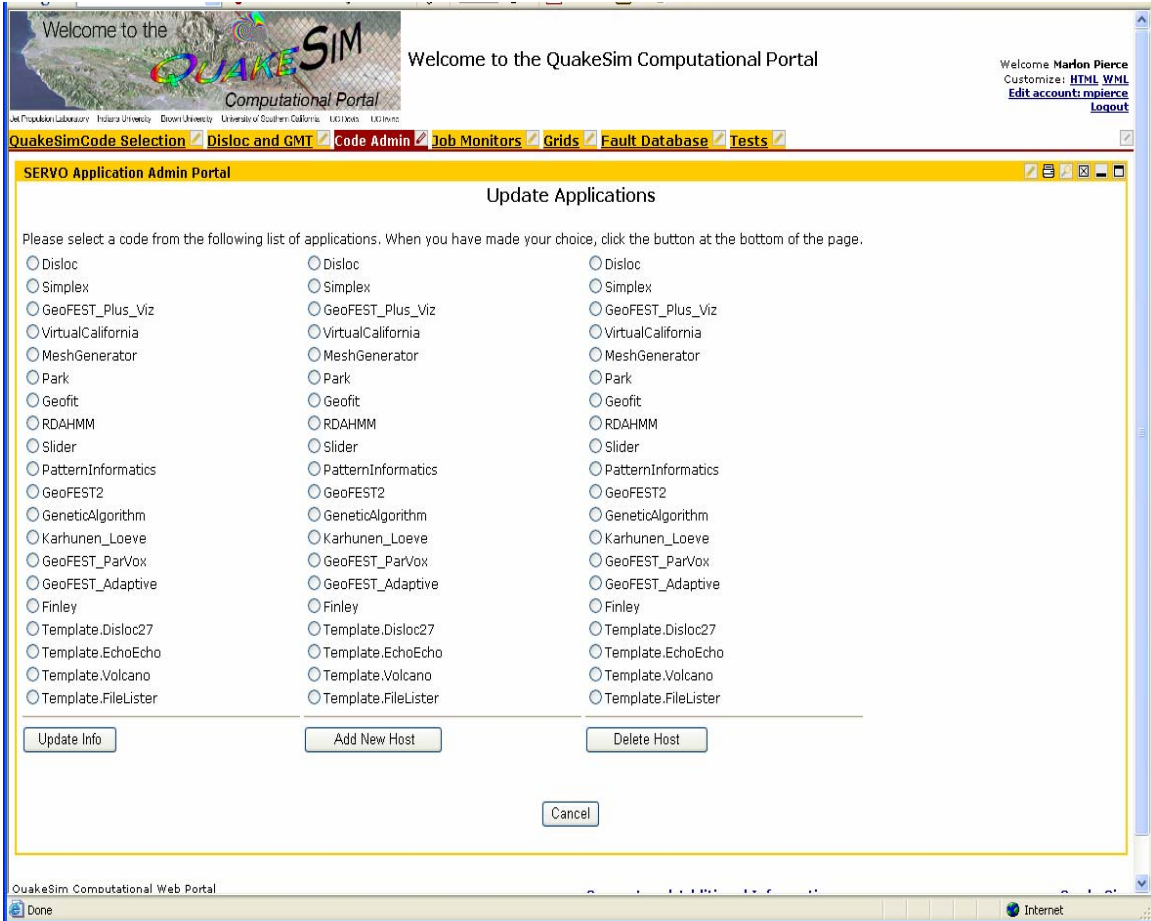 Welcome to the
QUAKESIM
Computational Portal
Welcome to the QuakeSim Computational Portal
Welcome Marlon Pierce
Customize: HTML WML
Edit account: mpierce
Logout
Jet Propulsion Laboratory Indiana University Brown University University of Southern California UC Davis UC Irvine
QuakeSimCode Selection Disloc and GMT Code Admin Job Monitors Grids Fault Database Tests
SERVO Application Admin Portal
Update Applications
Please select a code from the following list of applications. When you have made your choice, click the button at the bottom of the page.
Disloc Disloc Disloc
Simplex Simplex Simplex
GeoFEST_Plus_Viz GeoFEST_Plus_Viz GeoFEST_Plus_Viz
VirtualCalifornia VirtualCalifornia VirtualCalifornia
MeshGenerator MeshGenerator MeshGenerator
Park Park Park
Geofit Geofit Geofit
RDAHMM RDAHMM RDAHMM
Slider Slider Slider
PatternInformatics PatternInformatics PatternInformatics
GeoFEST2 GeoFEST2 GeoFEST2
GeneticAlgorithm GeneticAlgorithm GeneticAlgorithm
Karhunen_Loeve Karhunen_Loeve Karhunen_Loeve
GeoFEST_ParVox GeoFEST_ParVox GeoFEST_ParVox
GeoFEST_Adaptive GeoFEST_Adaptive GeoFEST_Adaptive
Finley Finley Finley
Template.Disloc27 Template.Disloc27 Template.Disloc27
Template.EchoEcho Template.EchoEcho Template.EchoEcho
Template.Volcano Template.Volcano Template.Volcano
Template.FileLister Template.FileLister Template.FileLister
Update Info Add New Host Delete Host
Cancel
QuakeSim Computational Web Portal
Done Internet